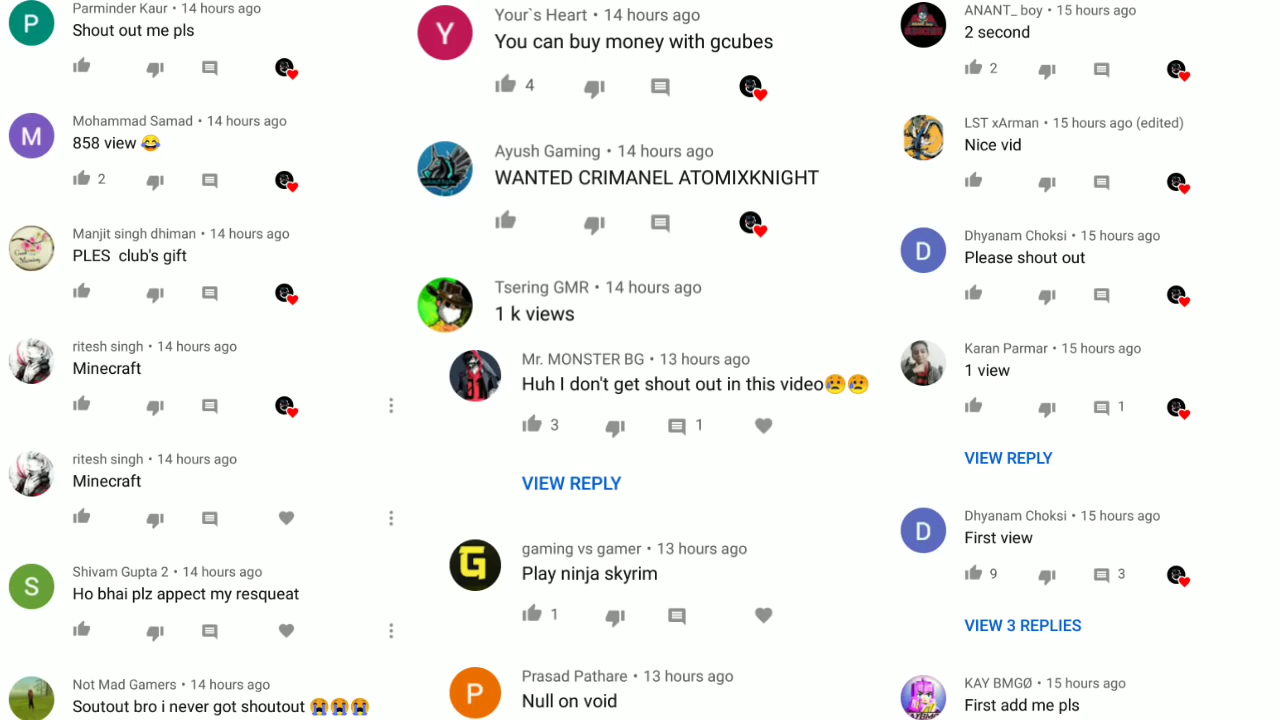 Parminder Kaur • 14 hours ago
Shout out me pls
Mohammad Samad • 14 hours ago
858 view 😂
2
Manjit singh dhiman • 14 hours ago
PLES club's gift
ritesh singh • 14 hours ago
Minecraft
ritesh singh • 14 hours ago
Minecraft
Shivam Gupta 2 • 14 hours ago
Ho bhai plz appect my resqueat
Not Mad Gamers • 14 hours ago
Soutout bro i never got shoutout 😭😭😭
Your`s Heart • 14 hours ago
You can buy money with gcubes
4
Ayush Gaming • 14 hours ago
WANTED CRIMANEL ATOMIXKNIGHT
Tsering GMR • 14 hours ago
1 k views
Mr. MONSTER BG • 13 hours ago
Huh I don't get shout out in this video😥😥
3 1
VIEW REPLY
gaming vs gamer • 13 hours ago
Play ninja skyrim
1
Prasad Pathare • 13 hours ago
Null on void
ANANT_ boy • 15 hours ago
2 second
2
LST xArman • 15 hours ago (edited)
Nice vid
Dhyanam Choksi • 15 hours ago
Please shout out
Karan Parmar • 15 hours ago
1 view
1
VIEW REPLY
Dhyanam Choksi • 15 hours ago
First view
9 3
VIEW 3 REPLIES
KAY BMGØ • 15 hours ago
First add me pls
P
M
S
Y
G
P
D
D